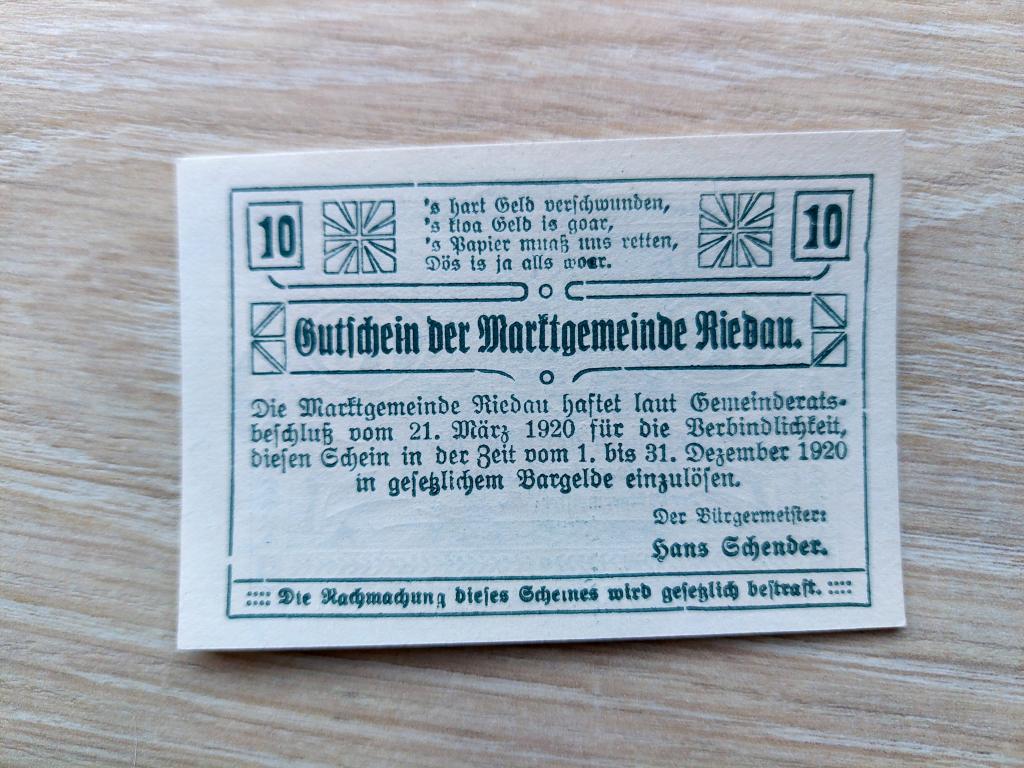 10
's hart Geld verschwunden,
's kloa Geld is goar,
's Papier muaß uns retten,
Dös is ja alls woar.
10
Gutschein der Marktgemeinde Riedau.
Die Marktgemeinde Riedau haftet laut Gemeinderats-
beschluß vom 21. März 1920 für die Verbindlichkeit,
diesen Schein in der Zeit vom 1. bis 31. Dezember 1920
in gesetzlichem Bargelde einzulösen.
Der Bürgermeister:
Hans Schender.
:::: Die Nachmachung dieses Scheines wird gesetzlich bestraft. ::::